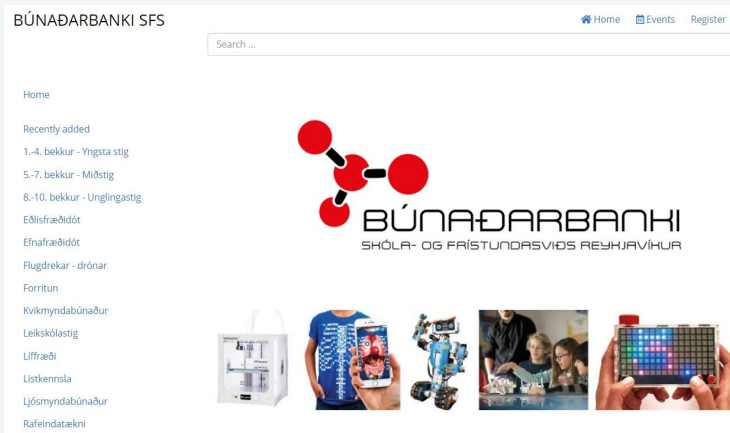 BÚNAÐARBANKI SFS
Home
Events
Register
Search ...
Home
Recently added
1.-4. bekkur - Yngsta stig
5.-7. bekkur - Miðstig
8.-10. bekkur - Unglingastig
Eðlisfræðidót
Efnafræðidót
Flugdrekar - drónar
Forritun
Kvikmyndabúnaður
Leikskólastig
Líffræði
Listkennsla
Ljósmyndabúnaður
Rafeindatækni
BÚNAÐARBANKI
SKÓLA- OG FRÍSTUNDASVIÐS REYKJAVÍKUR